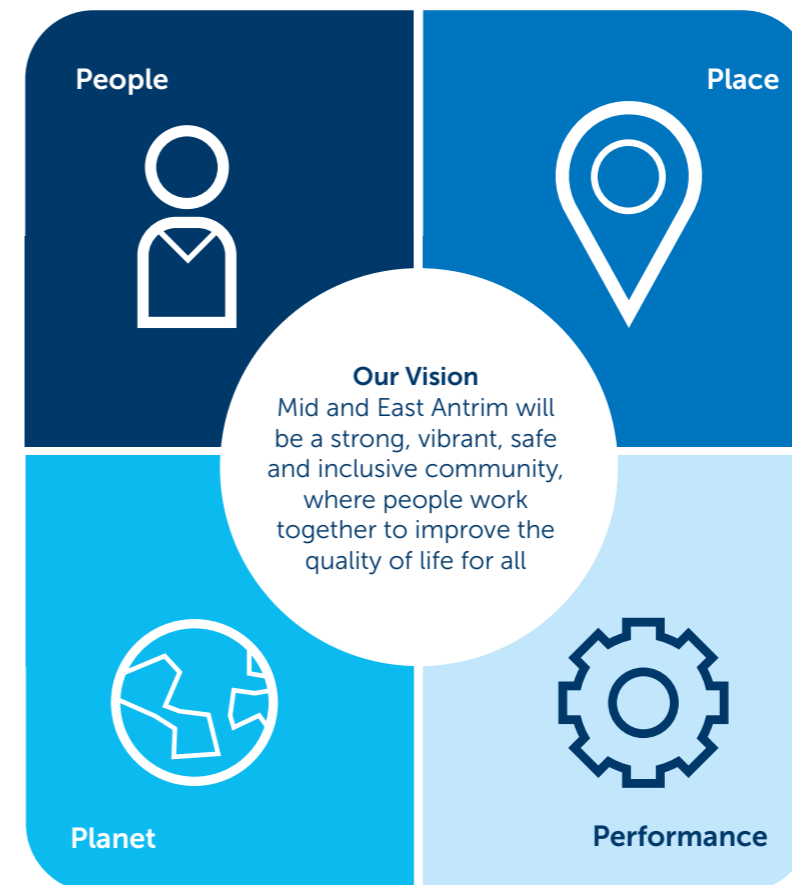 People
Place
Our Vision
Mid and East Antrim will
be a strong, vibrant, safe
and inclusive community,
where people work
together to improve the
quality of life for all
Planet
Performance